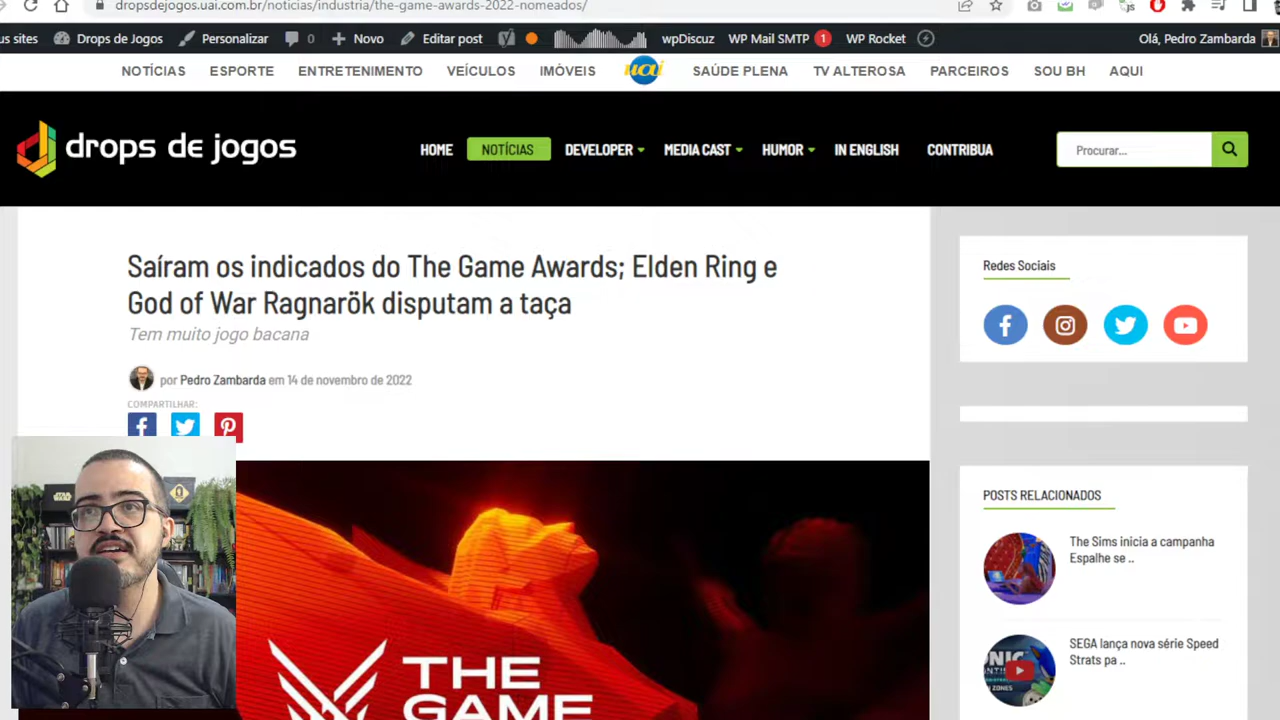 dropsdejogos.uai.com.br/noticias/industria/the-game-awards-2022-nomeados/
us sites Drops de Jogos Personalizar 0 Novo Editar post wpDiscuz WP Mail SMTP 1 WP Rocket Olá, Pedro Zambarda
NOTÍCIAS ESPORTE ENTRETENIMENTO VEÍCULOS IMÓVEIS uai SAÚDE PLENA TV ALTEROSA PARCEIROS SOU BH AQUI
drops de jogos HOME NOTÍCIAS DEVELOPER MEDIA CAST HUMOR IN ENGLISH CONTRIBUA Procurar...
Saíram os indicados do The Game Awards; Elden Ring e
God of War Ragnarök disputam a taça
Tem muito jogo bacana
por Pedro Zambarda em 14 de novembro de 2022
COMPARTILHAR:
Redes Sociais
POSTS RELACIONADOS
The Sims inicia a campanha
Espalhe se ..
SEGA lança nova série Speed
Strats pa ..
STAR
WARS
THE
GAME
ZONES